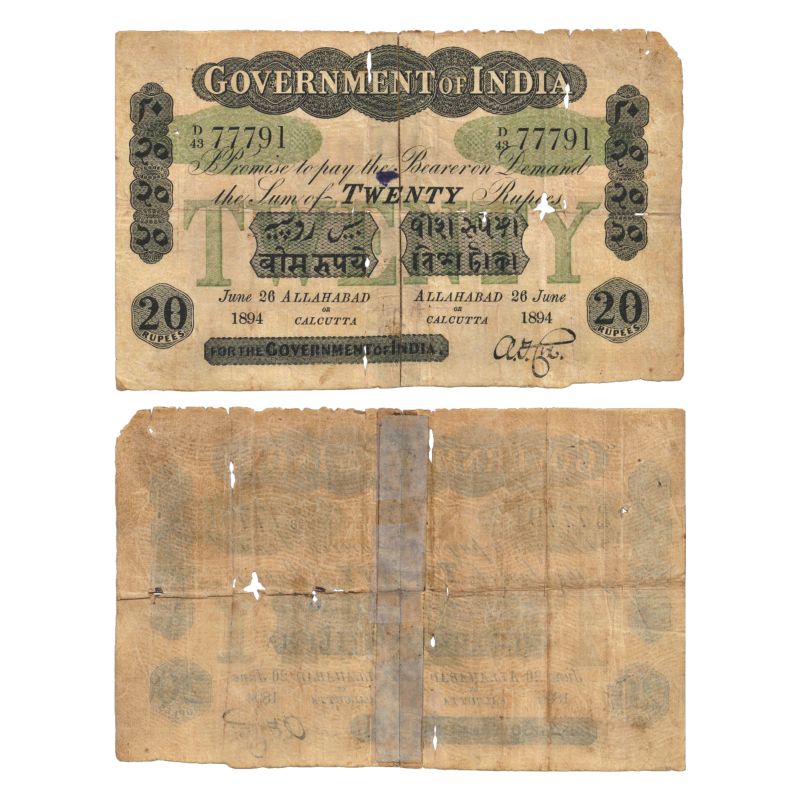 GOVERNMENT OF INDIA
D/43 77791 D/43 77791
I Promise to pay the Bearer on Demand
the Sum of TWENTY Rupees
TWENTY
بیس روپیہ
बीस रुपये
June 26 ALLAHABAD ALLAHABAD 26 June
OR OR
1894 CALCUTTA CALCUTTA 1894
20 RUPEES 20 RUPEES
FOR THE GOVERNMENT OF INDIA.